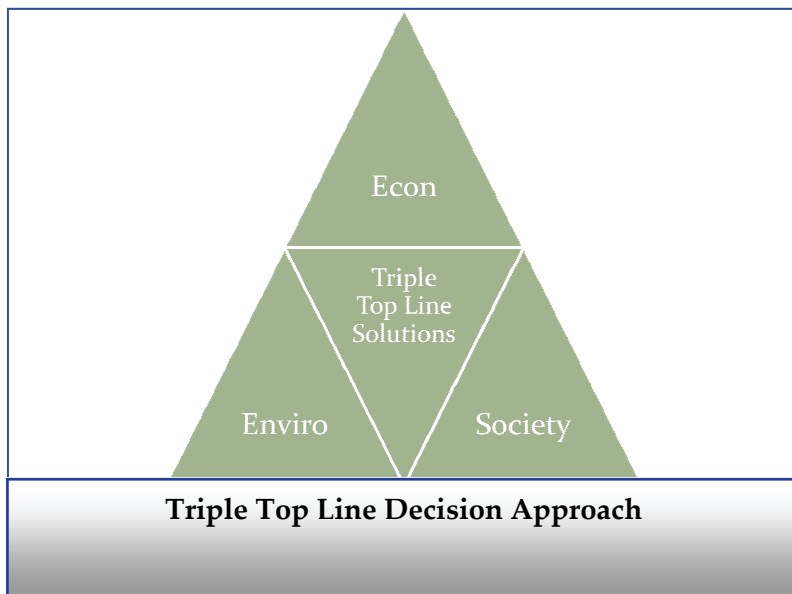 Econ
Triple
Top Line
Solutions
Enviro
Society
Triple Top Line Decision Approach